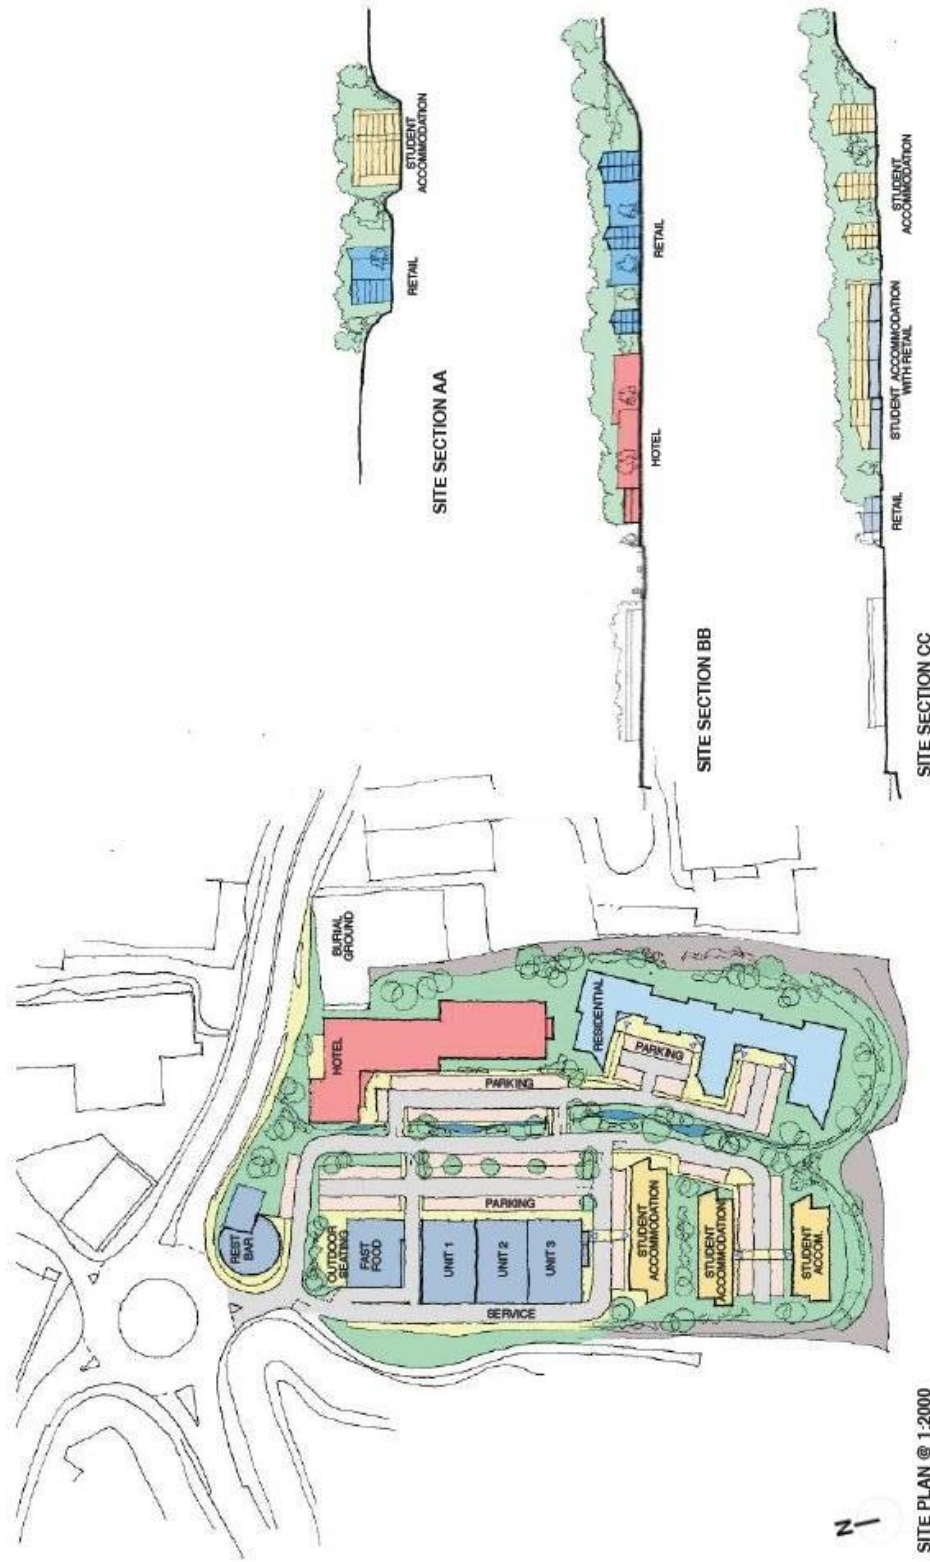 REST
BAR.
OUTDOOR
SEATING
FAST
FOOD
UNIT 1
UNIT 2
UNIT 3
SERVICE
PARKING
PARKING
HOTEL
BURIAL
GROUND
RESIDENTIAL
PARKING
STUDENT
ACCOMMODATION
STUDENT
ACCOMMODATION
STUDENT
ACCOM.
N
SITE PLAN @ 1:2000
RETAIL
STUDENT
ACCOMMODATION
SITE SECTION AA
HOTEL
RETAIL
SITE SECTION BB
RETAIL
STUDENT ACCOMMODATION
WITH RETAIL
STUDENT
ACCOMMODATION
SITE SECTION CC